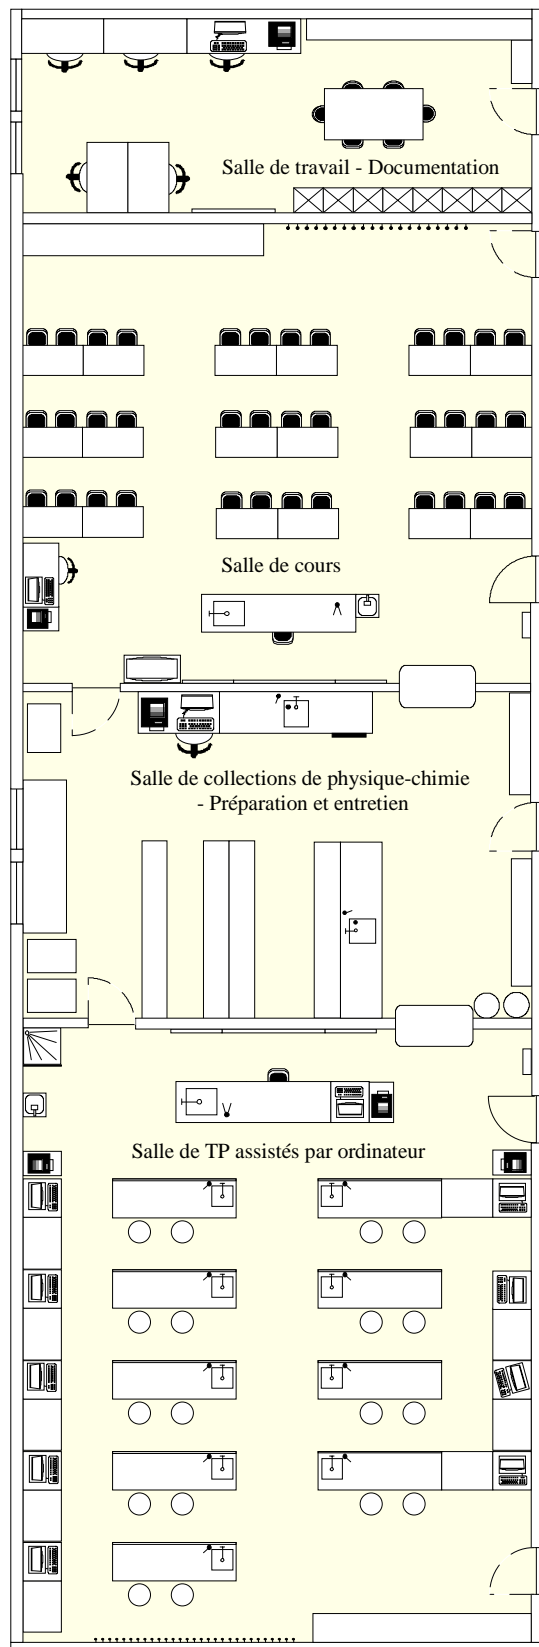 Salle de travail - Documentation
Salle de cours
Salle de collections de physique-chimie
- Préparation et entretien
Salle de TP assistés par ordinateur